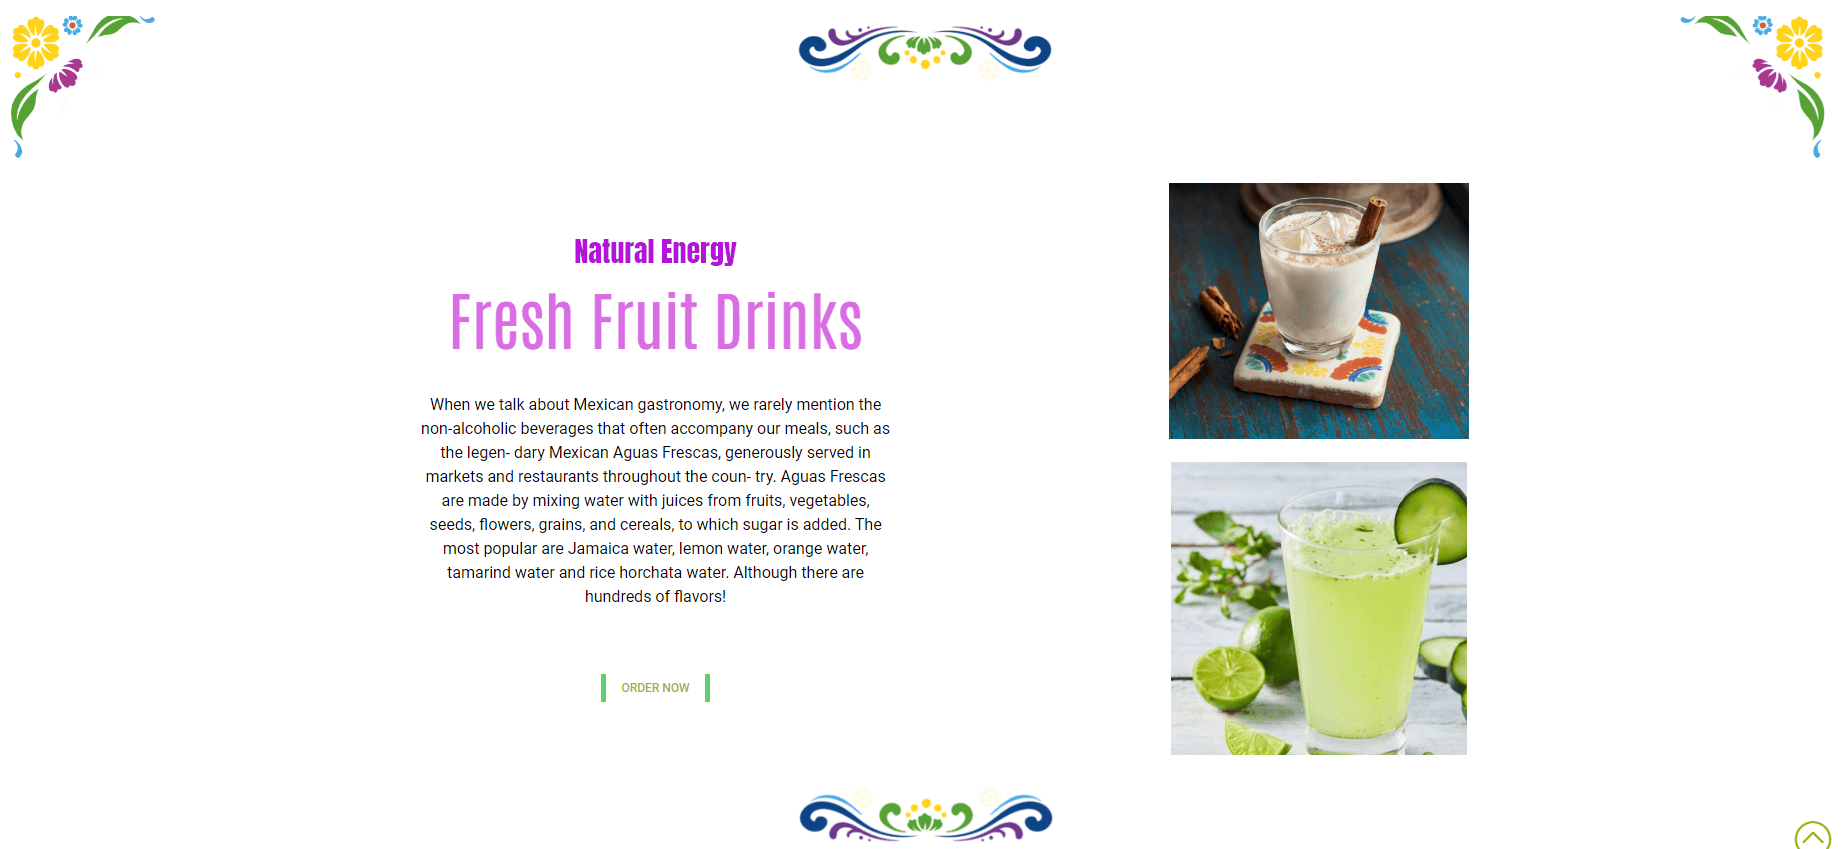 Natural Energy
Fresh Fruit Drinks
When we talk about Mexican gastronomy, we rarely mention the
non-alcoholic beverages that often accompany our meals, such as
the legen- dary Mexican Aguas Frescas, generously served in
markets and restaurants throughout the coun- try. Aguas Frescas
are made by mixing water with juices from fruits, vegetables,
seeds, flowers, grains, and cereals, to which sugar is added. The
most popular are Jamaica water, lemon water, orange water,
tamarind water and rice horchata water. Although there are
hundreds of flavors!
ORDER NOW